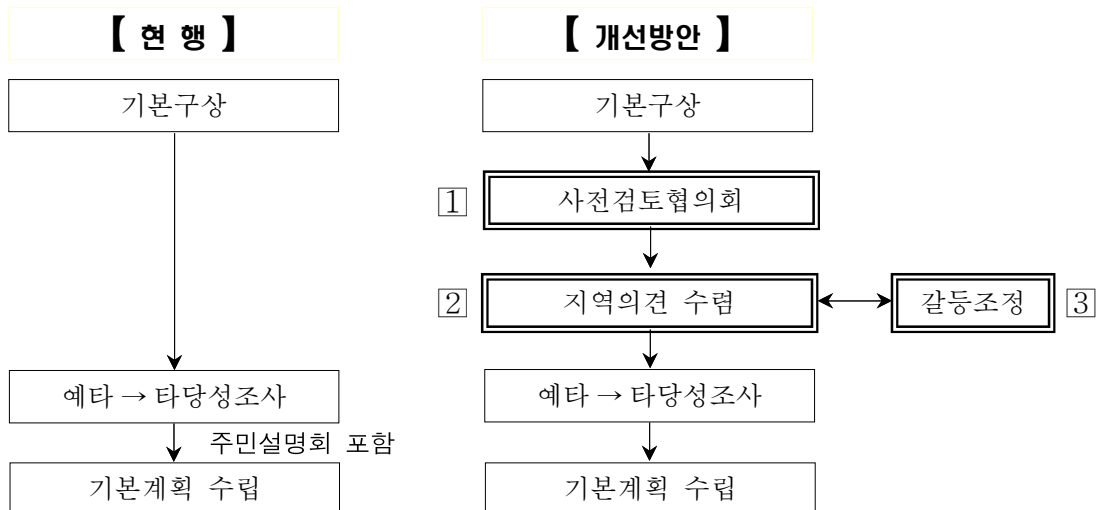 【 현 행 】
기본구상
예타 → 타당성조사
주민설명회 포함
기본계획 수립
【 개선방안 】
기본구상
1 사전검토협의회
2 지역의견 수렴
갈등조정 3
예타 → 타당성조사
기본계획 수립